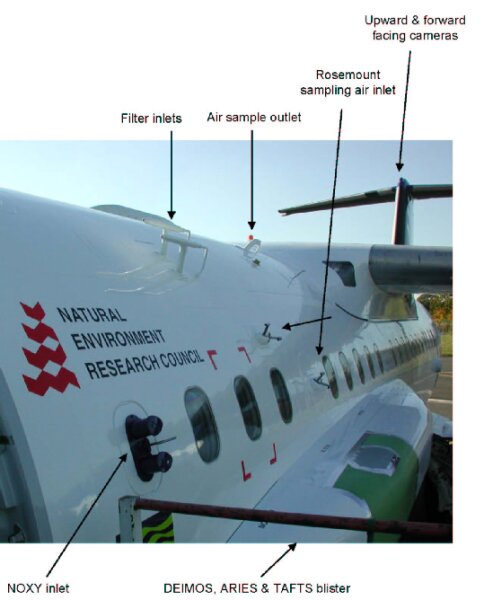 Upward & forward
facing cameras
Rosemount
sampling air inlet
Filter inlets
Air sample outlet
NATURAL
ENVIRONMENT
RESEARCH COUNCIL
NOXY inlet
DEIMOS, ARIES & TAFTS blister